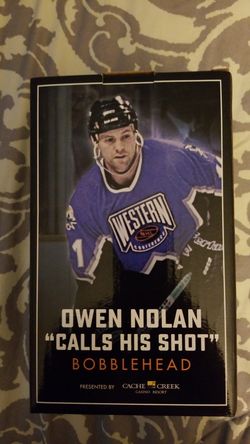 WESTERN
CONFERENCE
OWEN NOLAN
"CALLS HIS SHOT"
BOBBLEHEAD
PRESENTED BY CACHE CREEK
CASINO RESORT